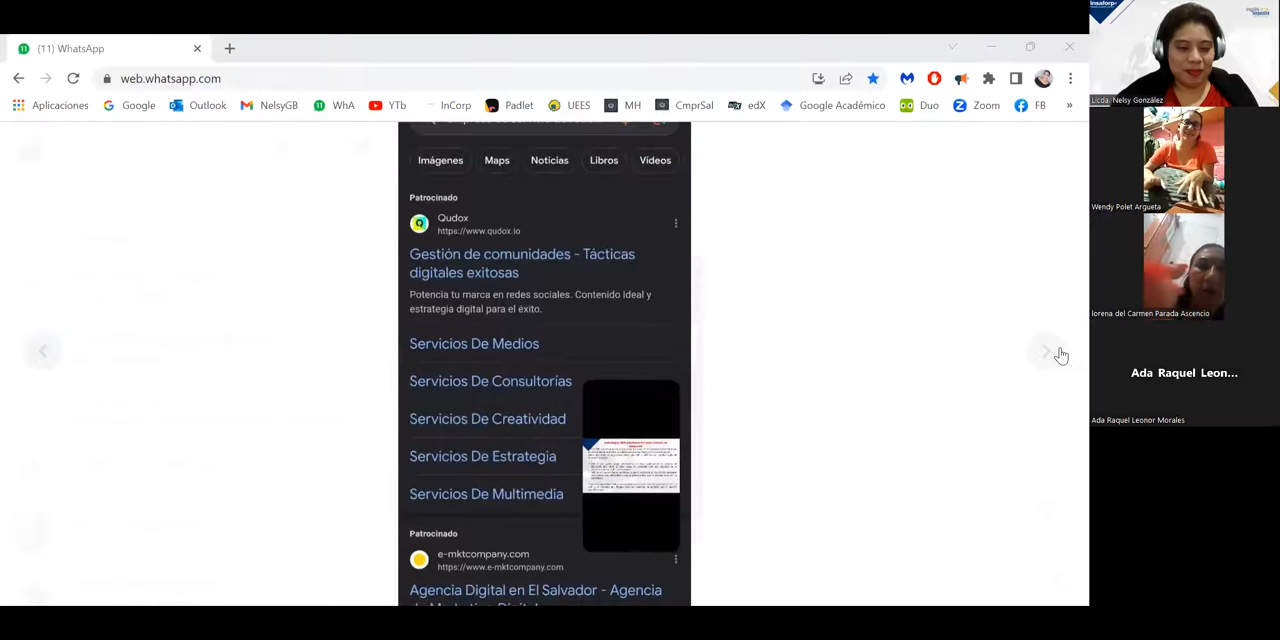 (11) WhatsApp
web.whatsapp.com
Aplicaciones
Google
Outlook
NelsyGB
WhA
YTb
InCorp
Padlet
UEES
MH
CmprSal
edX
Google Académico
Duo
Zoom
FB
»
Imágenes
Maps
Noticias
Libros
Videos
Patrocinado
Qudox
https://www.qudox.io
Gestión de comunidades - Tácticas
digitales exitosas
Potencia tu marca en redes sociales. Contenido ideal y
estrategia digital para el éxito.
Servicios De Medios
Servicios De Consultorías
Servicios De Creatividad
Servicios De Estrategia
Servicios De Multimedia
Patrocinado
e-mktcompany.com
https://www.e-mktcompany.com
Agencia Digital en El Salvador - Agencia
Insaforp
Licda. Nelsy González
Wendy Polet Argueta
lorena del Carmen Parada Ascencio
Ada Raquel Leon...
Ada Raquel Leonor Morales